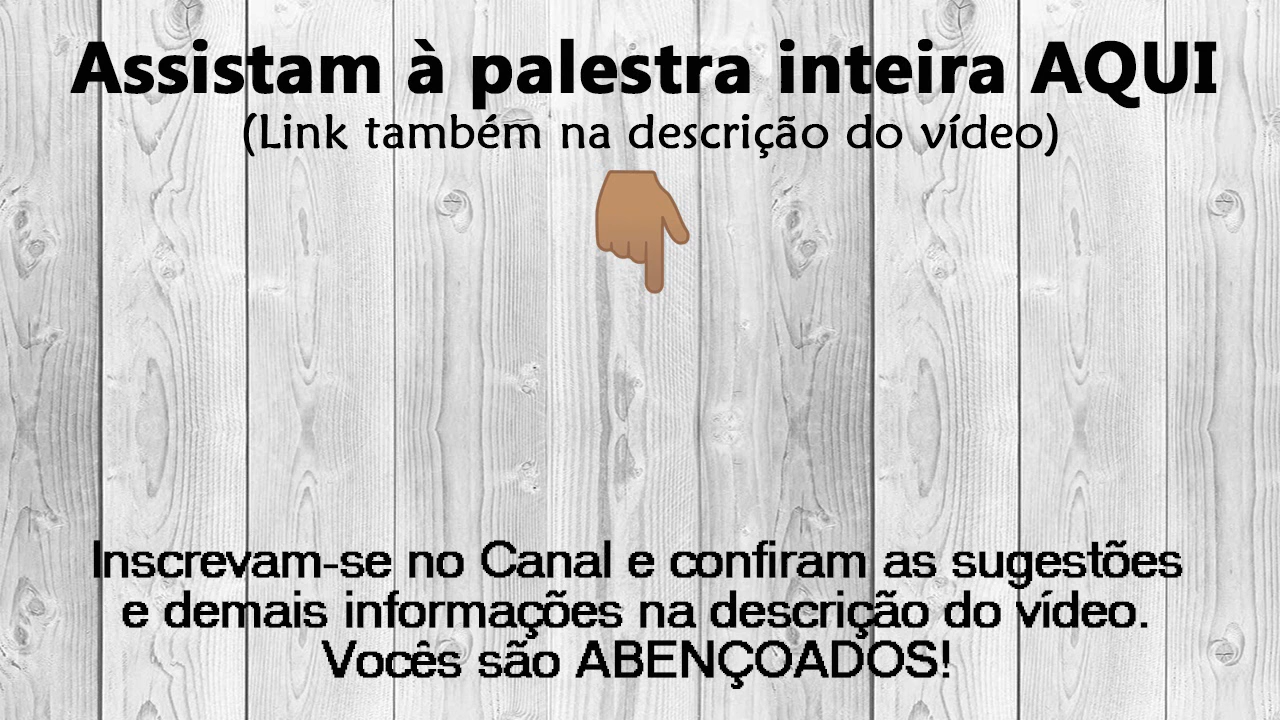 Assistam à palestra inteira AQUI
(Link também na descrição do vídeo)
Inscrevam-se no Canal e confiram as sugestões
e demais informações na descrição do vídeo.
Vocês são ABENÇOADOS!